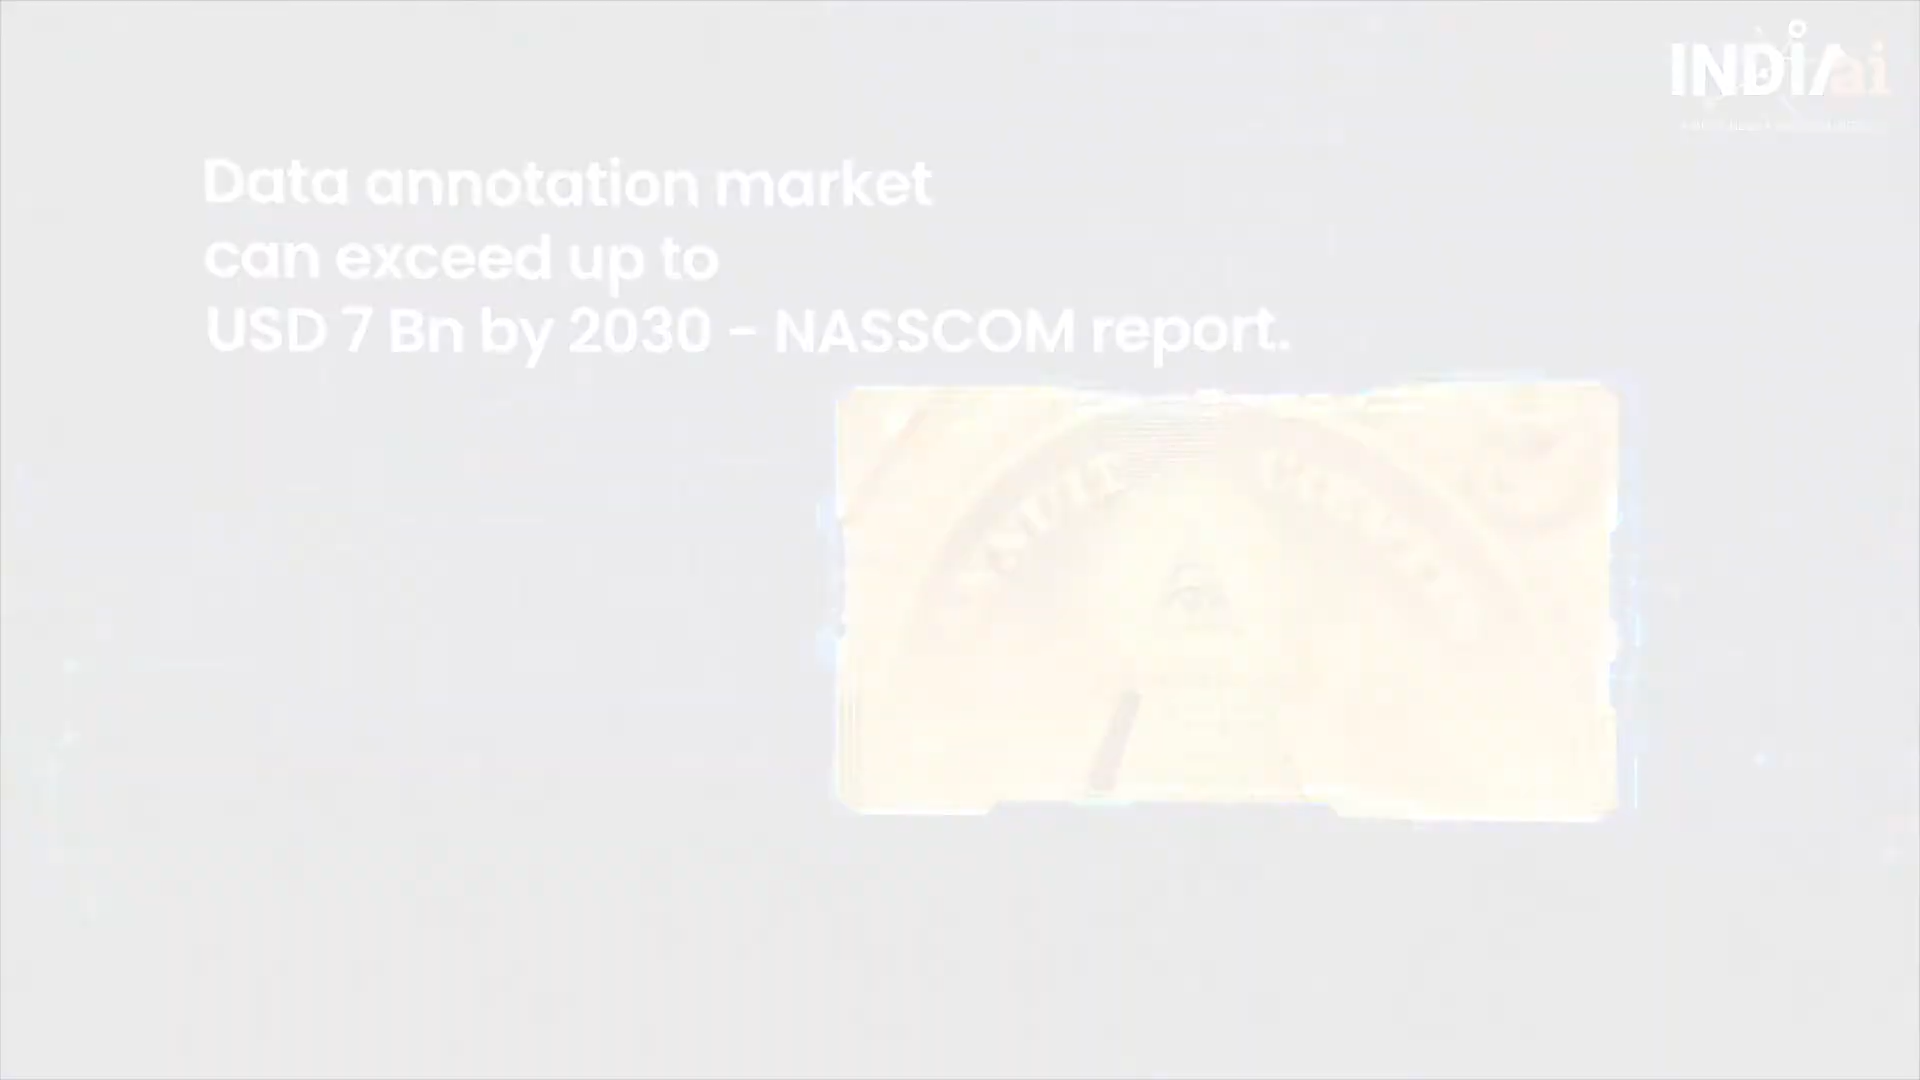 INDIAai
Data annotation market
can exceed up to
USD 7 Bn by 2030 - NASSCOM report.